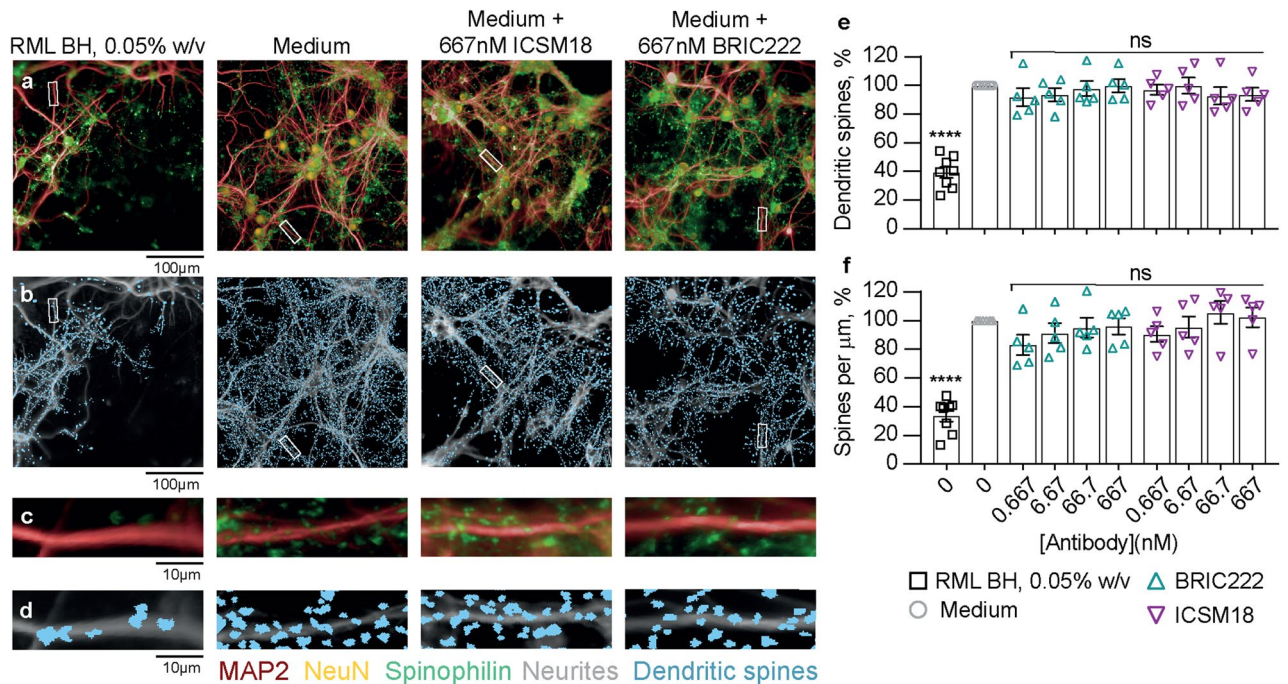 RML BH, 0.05% w/v
Medium
Medium +
667nM ICSM18
Medium +
667nM BRIC222
a
100µm
b
100µm
c
10µm
d
10µm
MAP2 NeuN Spinophilin Neurites Dendritic spines
e
ns
Dendritic spines, %
120
100
80
60
40
20
0
****
f
ns
Spines per µm, %
120
100
80
60
40
20
0
****
0 0 0.667 6.67 66.7 667 0.667 6.67 66.7 667
[Antibody](nM)
RML BH, 0.05% w/v
Medium
BRIC222
ICSM18